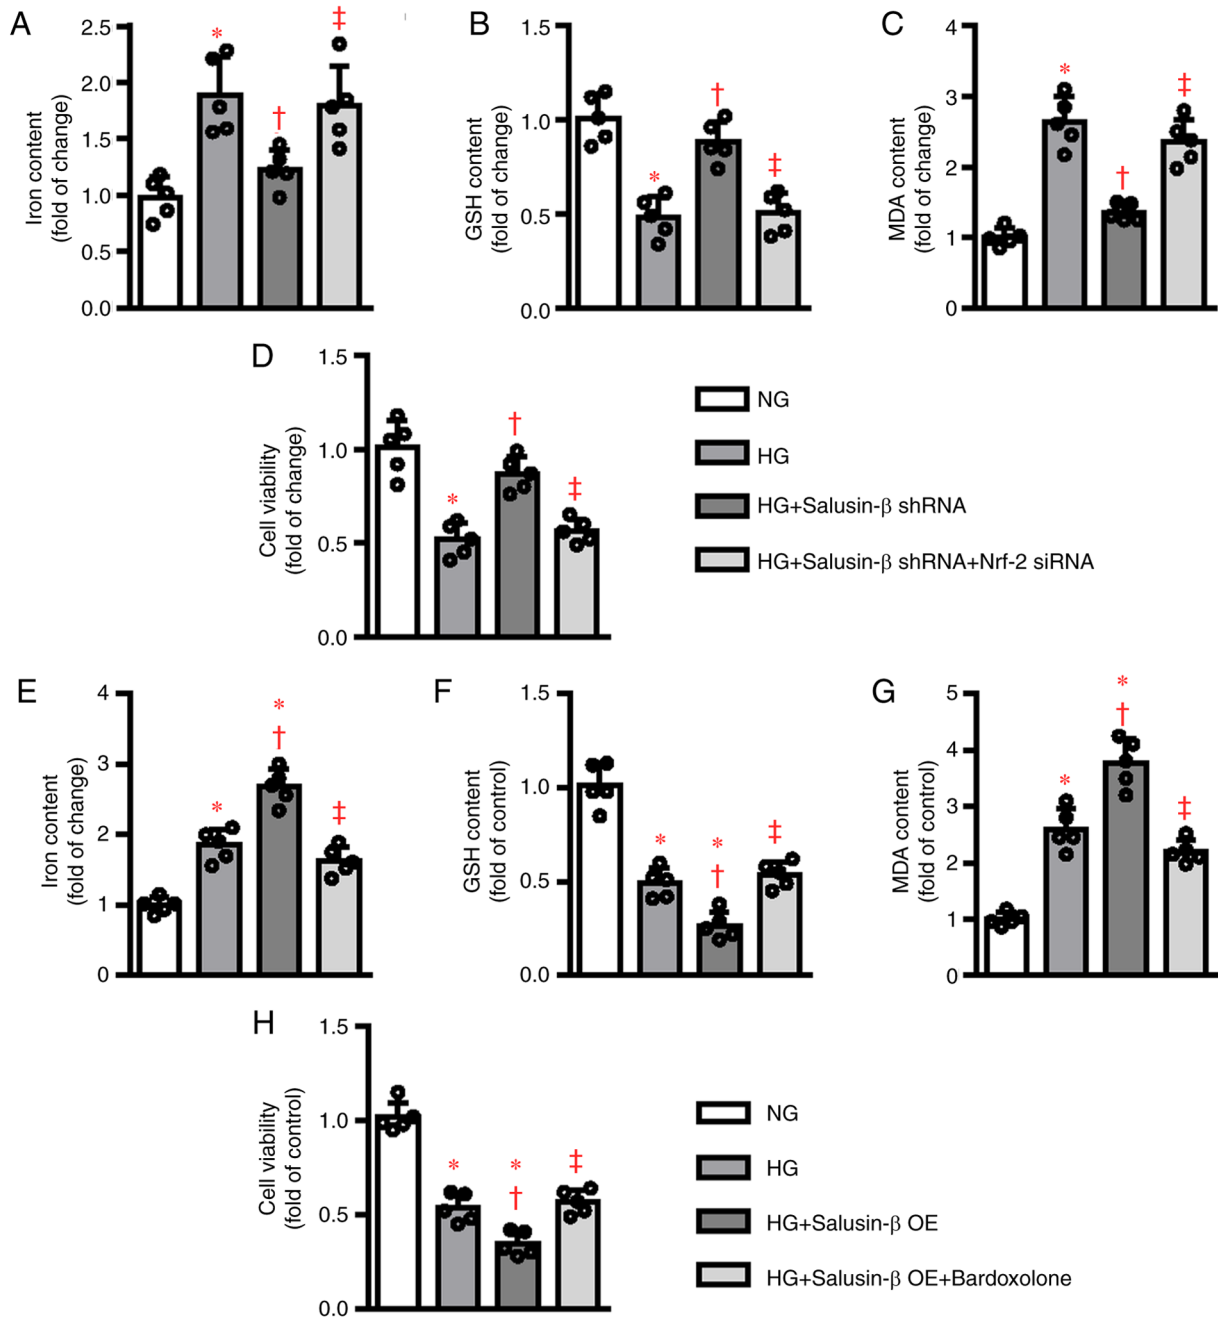 A
Iron content
(fold of change)
2.5
2.0
1.5
1.0
0.5
0.0
*
†
‡
B
GSH content
(fold of change)
1.5
1.0
0.5
0.0
*
†
‡
C
MDA content
(fold of change)
4
3
2
1
0
*
†
‡
D
Cell viability
(fold of change)
1.5
1.0
0.5
0.0
*
†
‡
NG
HG
HG+Salusin-β shRNA
HG+Salusin-β shRNA+Nrf-2 siRNA
E
Iron content
(fold of change)
4
3
2
1
0
*
*
†
‡
F
GSH content
(fold of control)
1.5
1.0
0.5
0.0
*
*
†
‡
G
MDA content
(fold of control)
5
4
3
2
1
0
*
*
†
‡
H
Cell viability
(fold of control)
1.5
1.0
0.5
0.0
*
*
†
‡
NG
HG
HG+Salusin-β OE
HG+Salusin-β OE+Bardoxolone